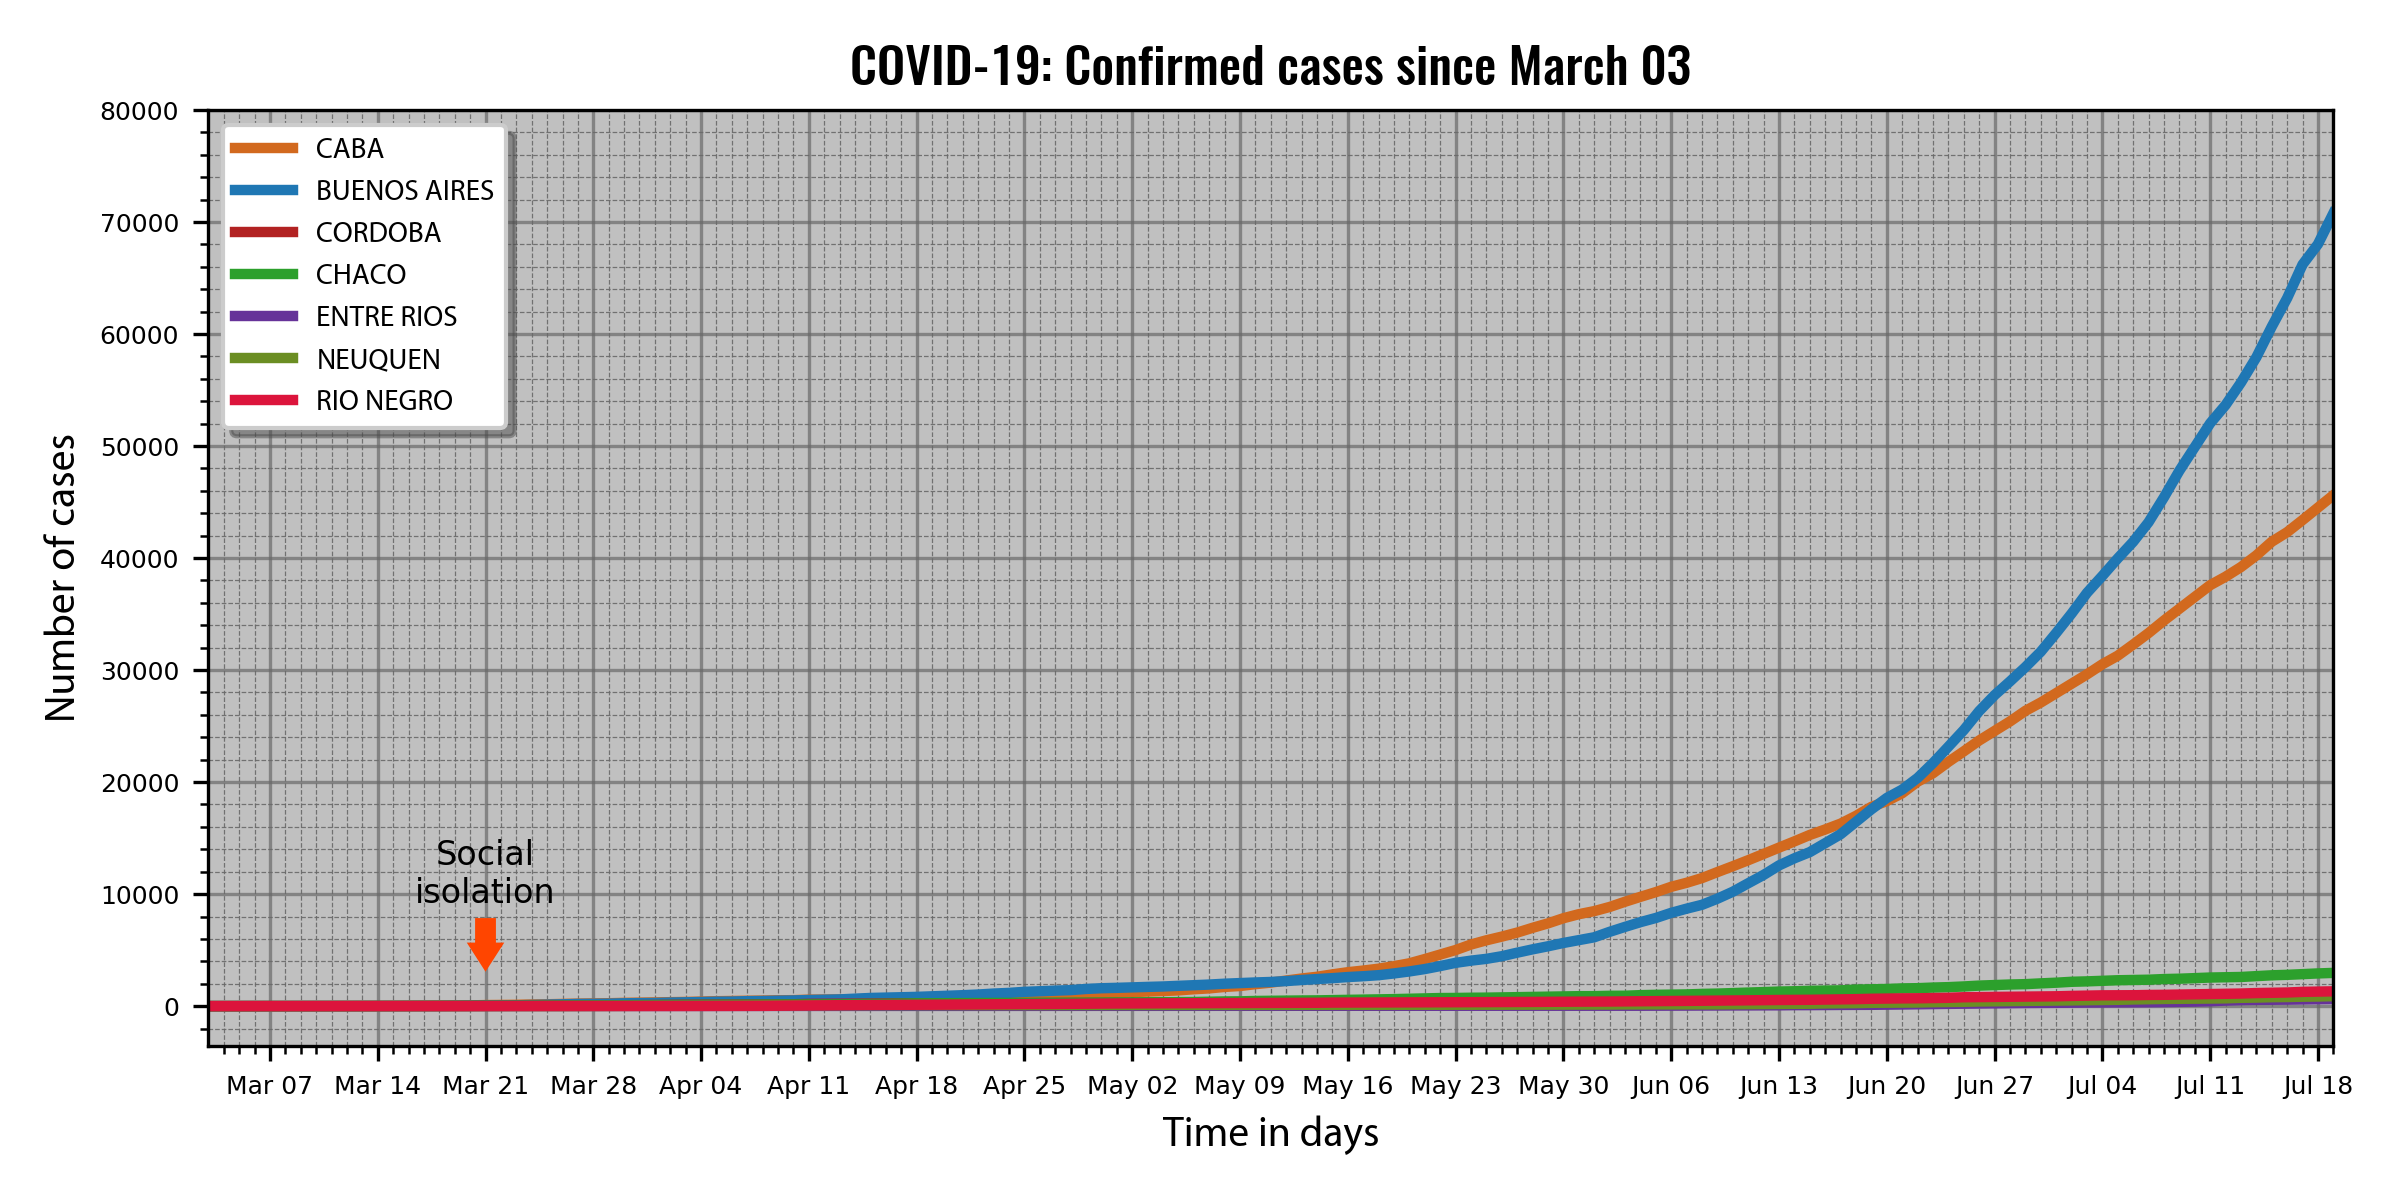 COVID-19: Confirmed cases since March 03
80000
70000
60000
50000
40000
30000
20000
10000
0
Number of cases
CABA
BUENOS AIRES
CORDOBA
CHACO
ENTRE RIOS
NEUQUEN
RIO NEGRO
Social
isolation
Mar 07 Mar 14 Mar 21 Mar 28 Apr 04 Apr 11 Apr 18 Apr 25 May 02 May 09 May 16 May 23 May 30 Jun 06 Jun 13 Jun 20 Jun 27 Jul 04 Jul 11 Jul 18
Time in days